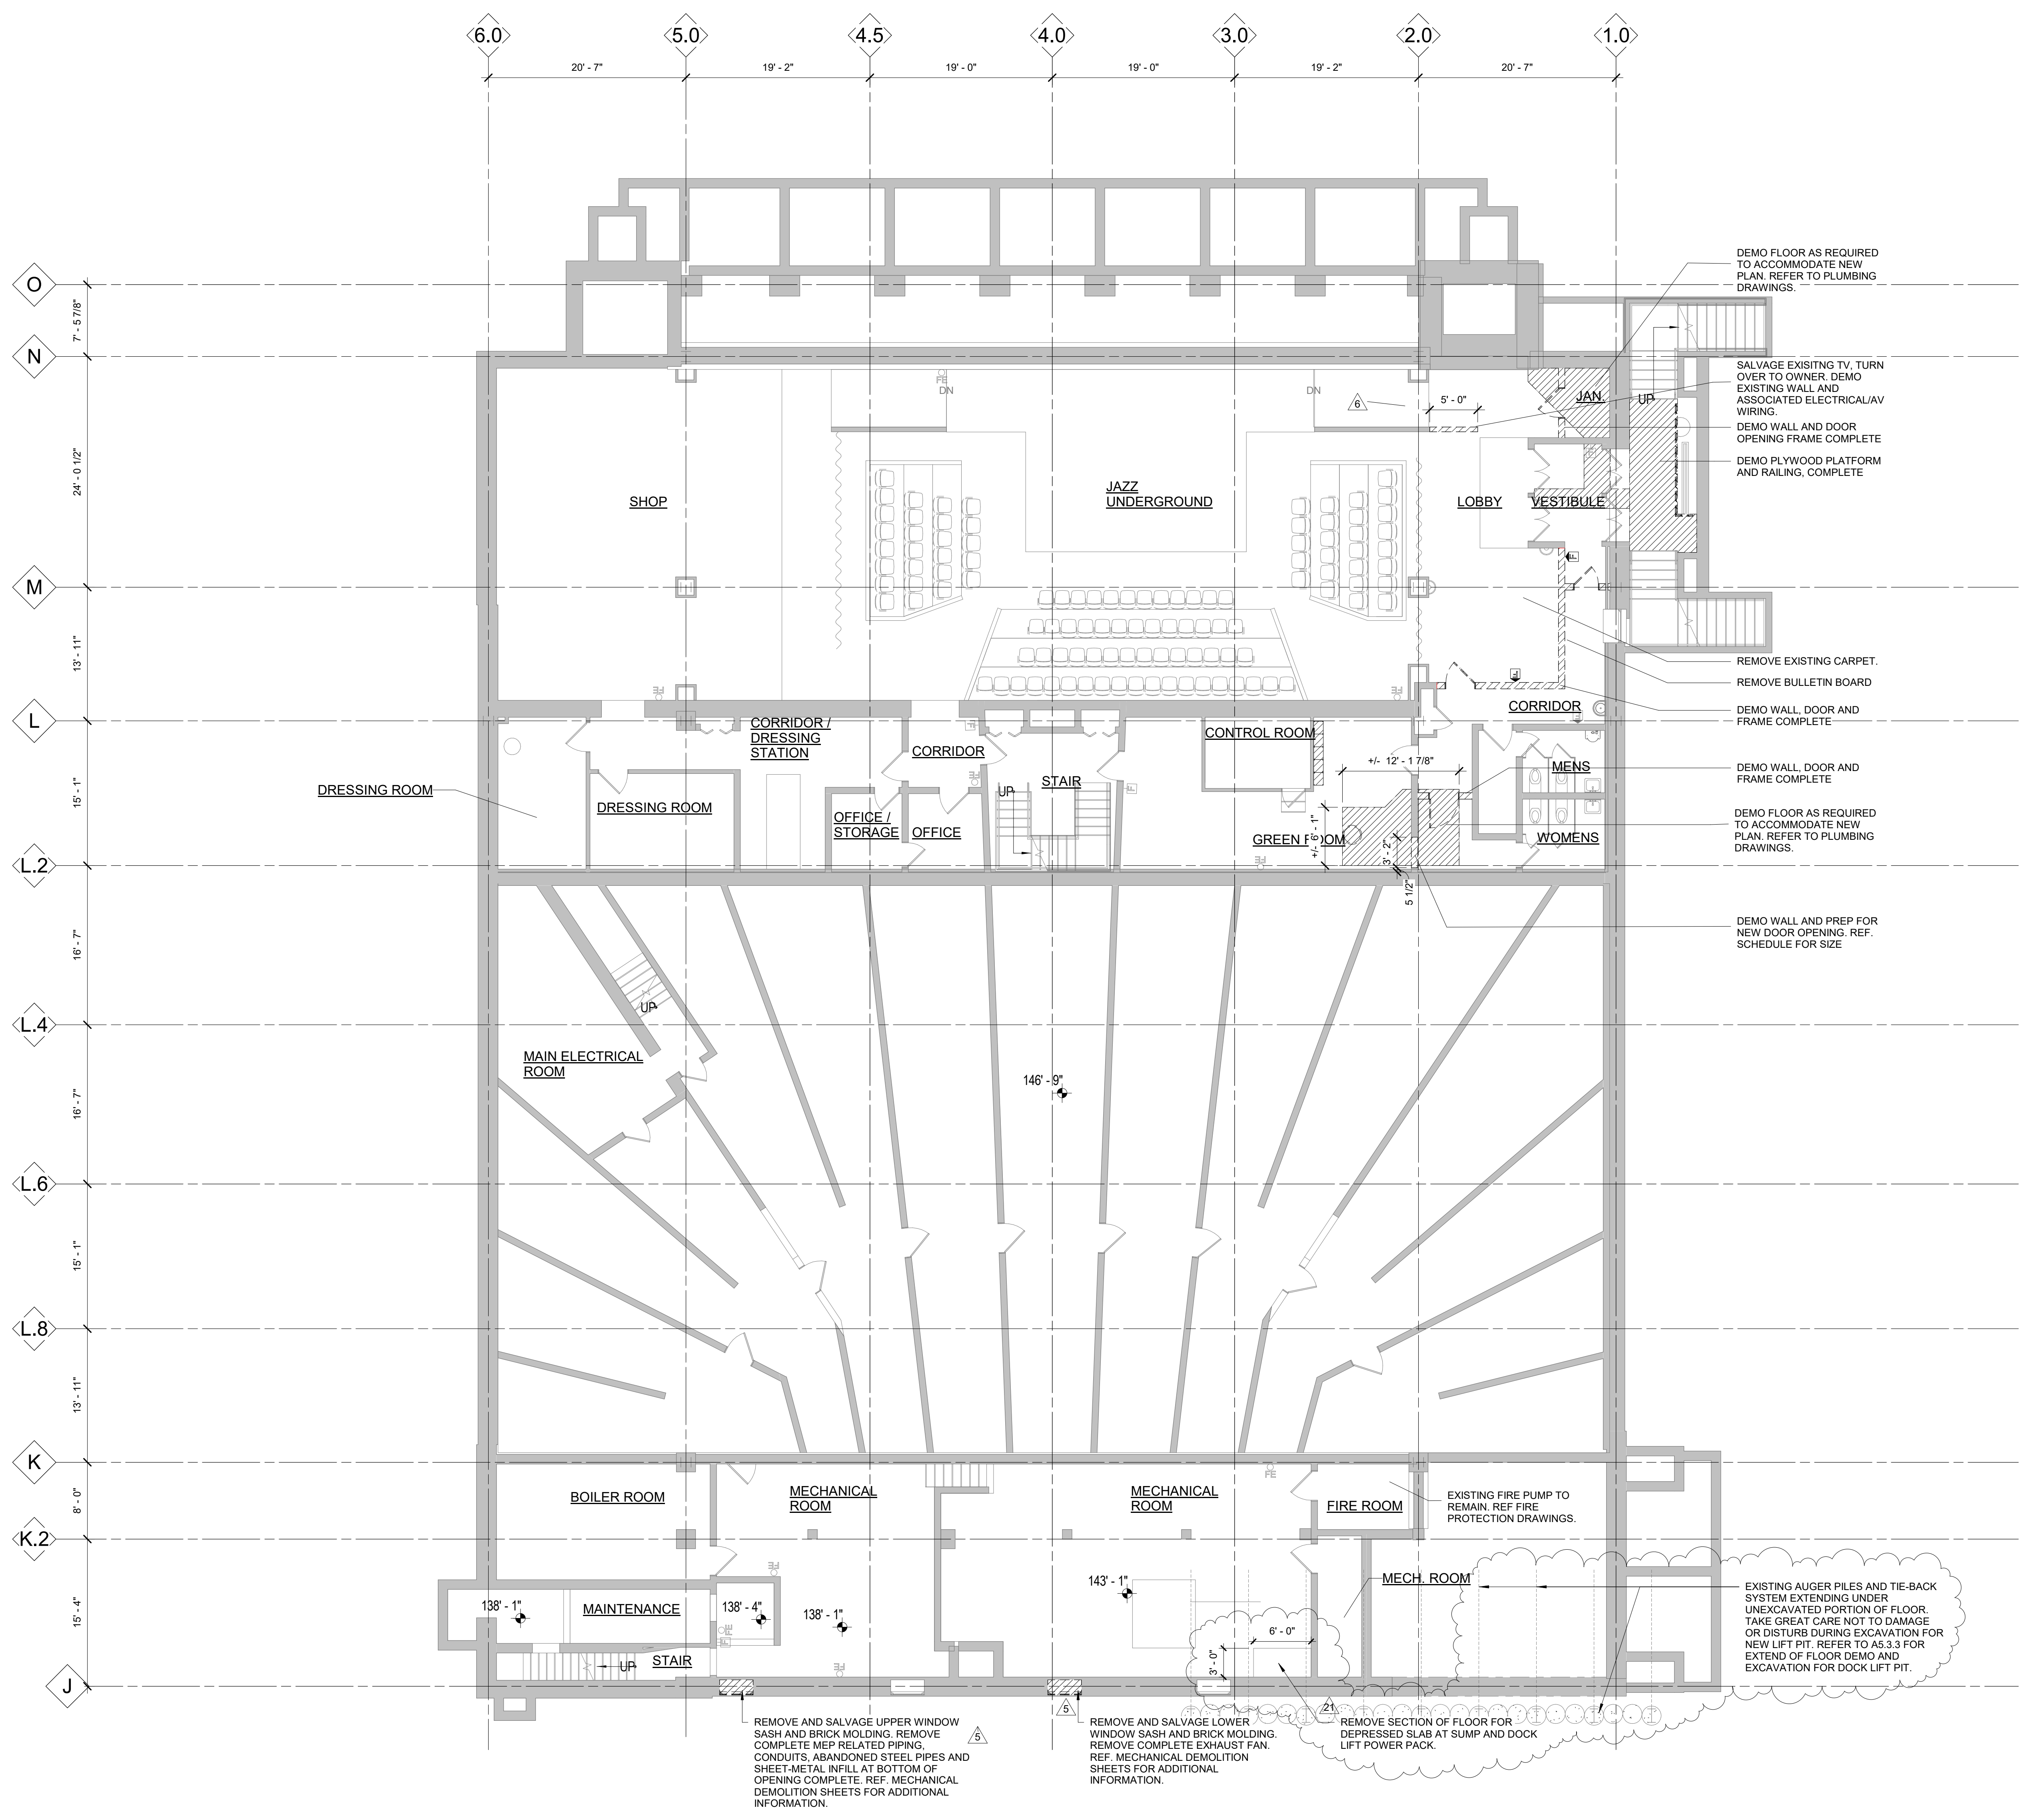 6.0 5.0 4.5 4.0 3.0 2.0 1.0
20' - 7" 19' - 2" 19' - 0" 19' - 0" 19' - 2" 20' - 7"
O
7' - 5 7/8"
N
24' - 0 1/2"
M
13' - 11"
L
15' - 1"
L.2
16' - 7"
L.4
16' - 7"
L.6
15' - 1"
L.8
13' - 11"
K
8' - 0"
K.2
15' - 4"
J
DEMO FLOOR AS REQUIRED
TO ACCOMMODATE NEW
PLAN. REFER TO PLUMBING
DRAWINGS.
SALVAGE EXISITNG TV, TURN
OVER TO OWNER. DEMO
EXISTING WALL AND
ASSOCIATED ELECTRICAL/AV
WIRING.
DEMO WALL AND DOOR
OPENING FRAME COMPLETE
DEMO PLYWOOD PLATFORM
AND RAILING, COMPLETE
FE
DN
DN
6
5' - 0"
JAN.
UP
SHOP
JAZZ
UNDERGROUND
LOBBY
VESTIBULE
F
F
REMOVE EXISTING CARPET.
REMOVE BULLETIN BOARD
DEMO WALL, DOOR AND
FRAME COMPLETE
FE
FE
CORRIDOR /
DRESSING
STATION
CORRIDOR
F
FE
STAIR
UP
F
CONTROL ROOM
CORRIDOR
F
+/- 12' - 1 7/8"
MENS
DEMO WALL, DOOR AND
FRAME COMPLETE
DRESSING ROOM
DRESSING ROOM
OFFICE /
STORAGE
OFFICE
GREEN ROOM
+/- 6' - 1"
3' - 2"
5 1/2"
FE
WOMENS
DEMO FLOOR AS REQUIRED
TO ACCOMMODATE NEW
PLAN. REFER TO PLUMBING
DRAWINGS.
DEMO WALL AND PREP FOR
NEW DOOR OPENING. REF.
SCHEDULE FOR SIZE
UP
MAIN ELECTRICAL
ROOM
146' - 9"
BOILER ROOM
MECHANICAL
ROOM
MECHANICAL
ROOM
FE
FIRE ROOM
EXISTING FIRE PUMP TO
REMAIN. REF FIRE
PROTECTION DRAWINGS.
FE
MECH. ROOM
143' - 1"
138' - 1"
MAINTENANCE
138' - 4"
138' - 1"
FE
F
UP
STAIR
FE
6' - 0"
3' - 0"
EXISTING AUGER PILES AND TIE-BACK
SYSTEM EXTENDING UNDER
UNEXCAVATED PORTION OF FLOOR.
TAKE GREAT CARE NOT TO DAMAGE
OR DISTURB DURING EXCAVATION FOR
NEW LIFT PIT. REFER TO A5.3.3 FOR
EXTEND OF FLOOR DEMO AND
EXCAVATION FOR DOCK LIFT PIT.
REMOVE AND SALVAGE UPPER WINDOW
SASH AND BRICK MOLDING. REMOVE
COMPLETE MEP RELATED PIPING,
CONDUITS, ABANDONED STEEL PIPES AND
SHEET-METAL INFILL AT BOTTOM OF
OPENING COMPLETE. REF. MECHANICAL
DEMOLITION SHEETS FOR ADDITIONAL
INFORMATION.
5
5
REMOVE AND SALVAGE LOWER
WINDOW SASH AND BRICK MOLDING.
REMOVE COMPLETE EXHAUST FAN.
REF. MECHANICAL DEMOLITION
SHEETS FOR ADDITIONAL
INFORMATION.
21
REMOVE SECTION OF FLOOR FOR
DEPRESSED SLAB AT SUMP AND DOCK
LIFT POWER PACK.